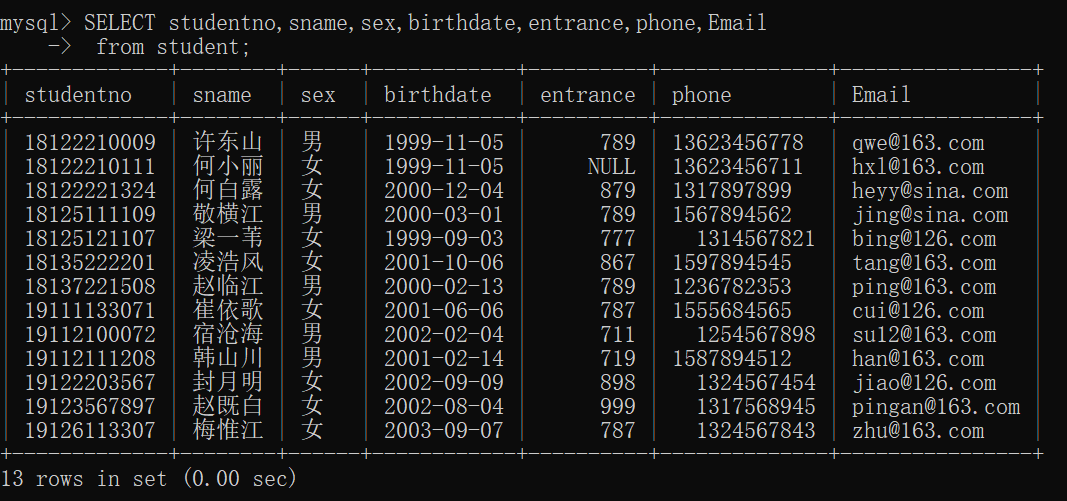 mysql> SELECT studentno,sname,sex,birthdate,entrance,phone,Email
    ->  from student;
+-------------+--------+------+------------+----------+--------------+----------------+
| studentno   | sname  | sex  | birthdate  | entrance | phone        | Email          |
+-------------+--------+------+------------+----------+--------------+----------------+
| 18122210009 | 许东山 | 男   | 1999-11-05 |      789 | 13623456778  | qwe@163.com    |
| 18122210111 | 何小丽 | 女   | 1999-11-05 |     NULL | 13623456711  | hxl@163.com    |
| 18122221324 | 何白露 | 女   | 2000-12-04 |      879 | 1317897899   | heyy@sina.com  |
| 18125111109 | 敬横江 | 男   | 2000-03-01 |      789 | 1567894562   | jing@sina.com  |
| 18125121107 | 梁一苇 | 女   | 1999-09-03 |      777 |   1314567821 | bing@126.com   |
| 18135222201 | 凌浩风 | 女   | 2001-10-06 |      867 | 1597894545   | tang@163.com   |
| 18137221508 | 赵临江 | 男   | 2000-02-13 |      789 | 1236782353   | ping@163.com   |
| 19111133071 | 崔依歌 | 女   | 2001-06-06 |      787 | 1555684565   | cui@126.com    |
| 19112100072 | 宿沧海 | 男   | 2002-02-04 |      711 |   1254567898 | su12@163.com   |
| 19112111208 | 韩山川 | 男   | 2001-02-14 |      719 | 1587894512   | han@163.com    |
| 19122203567 | 封月明 | 女   | 2002-09-09 |      898 |   1324567454 | jiao@126.com   |
| 19123567897 | 赵既白 | 女   | 2002-08-04 |      999 |   1317568945 | pingan@163.com |
| 19126113307 | 梅惟江 | 女   | 2003-09-07 |      787 |   1324567843 | zhu@163.com    |
+-------------+--------+------+------------+----------+--------------+----------------+
13 rows in set (0.00 sec)